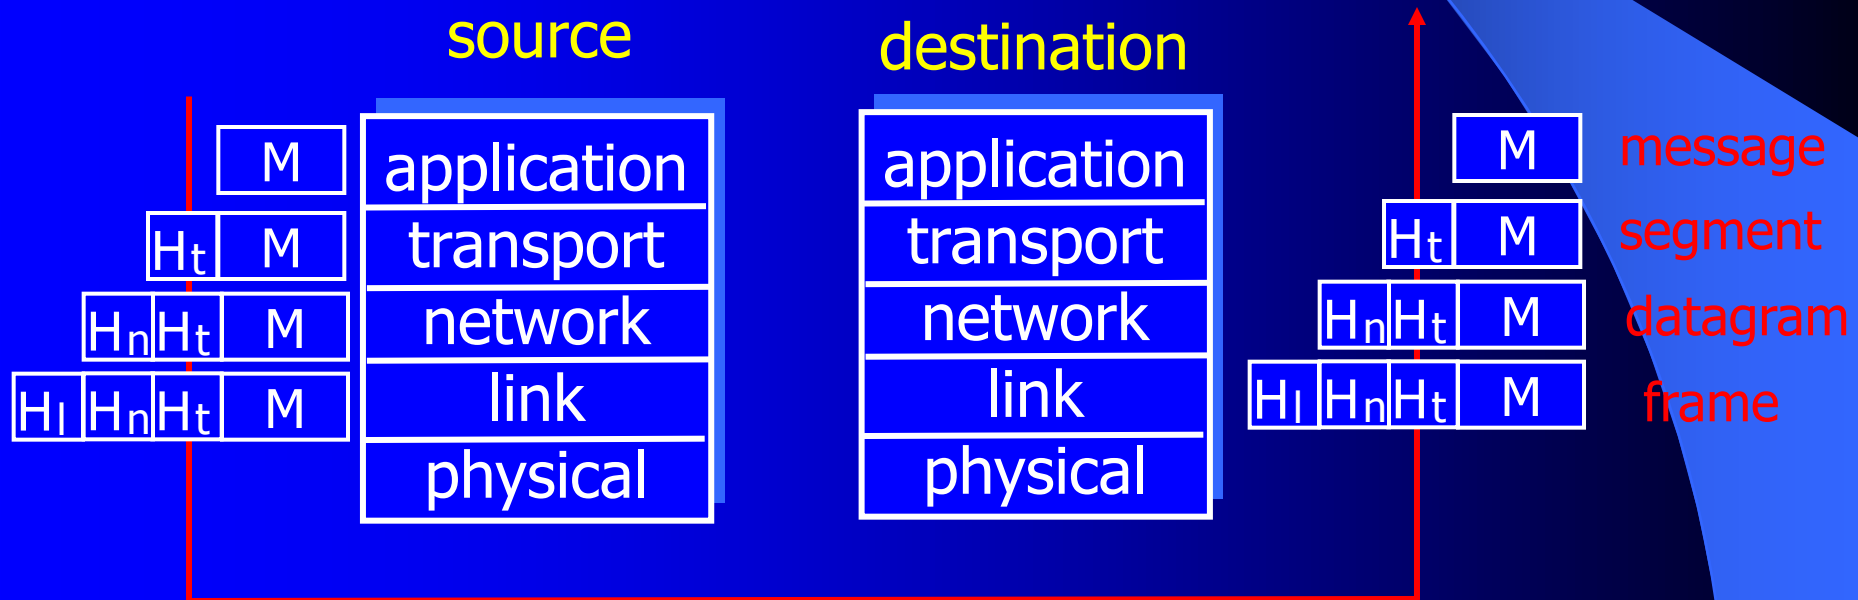 source destination
M application application M message
Ht M transport transport Ht M segment
Hn Ht M network network Hn Ht M datagram
Hl Hn Ht M link link Hl Hn Ht M frame
physical physical